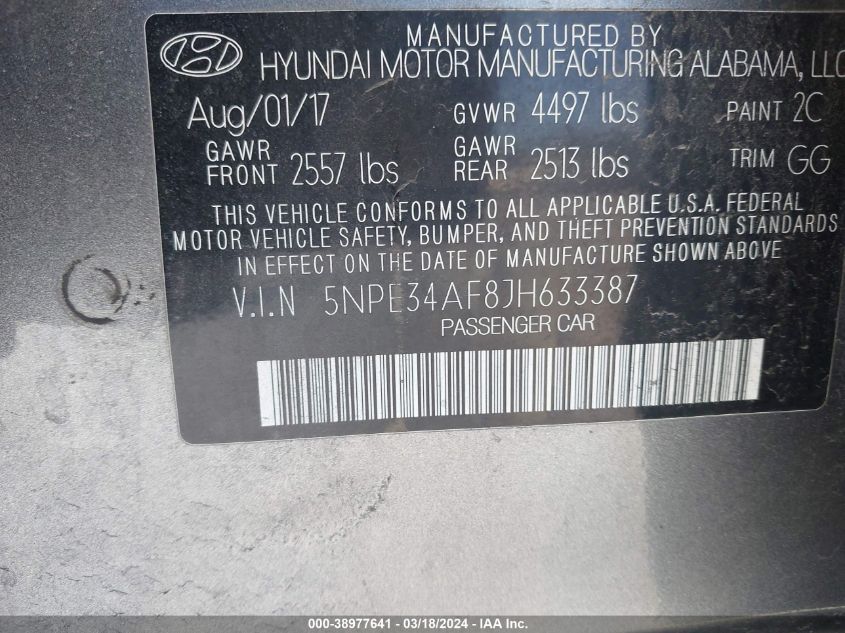 MANUFACTURED BY
HYUNDAI MOTOR MANUFACTURING ALABAMA, LLC
Aug/01/17 GVWR 4497 lbs PAINT 2C
GAWR FRONT 2557 lbs GAWR REAR 2513 lbs TRIM GG
THIS VEHICLE CONFORMS TO ALL APPLICABLE U.S.A. FEDERAL
MOTOR VEHICLE SAFETY, BUMPER, AND THEFT PREVENTION STANDARDS
IN EFFECT ON THE DATE OF MANUFACTURE SHOWN ABOVE
V.I.N 5NPE34AF8JH633387
PASSENGER CAR
000-38977641 - 03/18/2024 - IAA Inc.